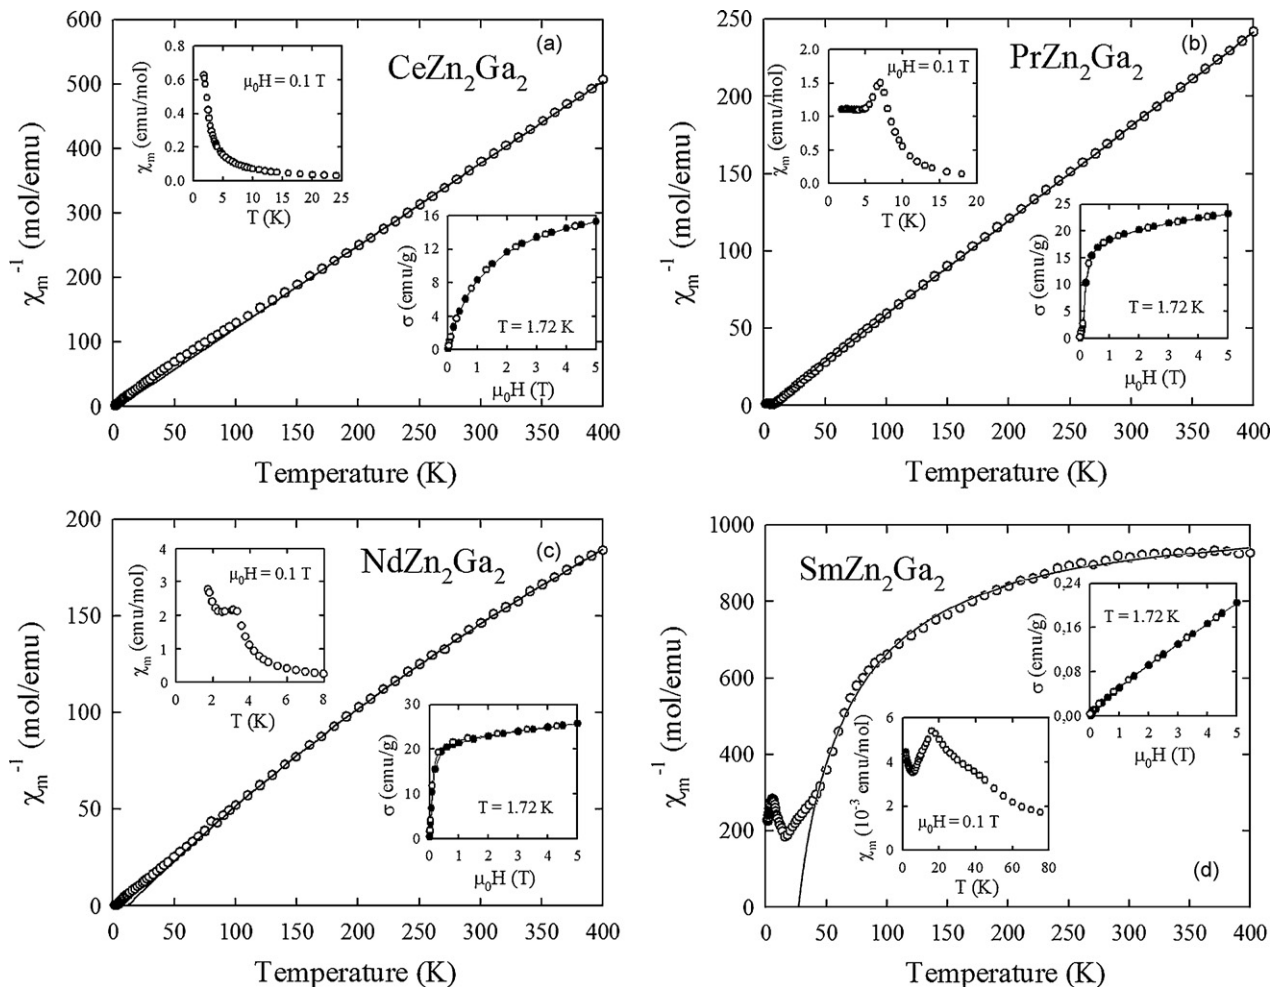 (a)
CeZn₂Ga₂
χₘ⁻¹ (mol/emu)
600
500
400
300
200
100
0
0 50 100 150 200 250 300 350 400
Temperature (K)
μ₀H = 0.1 T
χₘ (emu/mol)
0.8
0.6
0.4
0.2
0.0
0 5 10 15 20 25
T (K)
σ (emu/g)
16
12
8
4
0
T = 1.72 K
0 1 2 3 4 5
μ₀H (T)
(b)
PrZn₂Ga₂
χₘ⁻¹ (mol/emu)
250
200
150
100
50
0
0 50 100 150 200 250 300 350 400
Temperature (K)
μ₀H = 0.1 T
χₘ (emu/mol)
2.0
1.5
1.0
0.5
0.0
0 5 10 15 20
T (K)
σ (emu/g)
25
20
15
10
5
0
T = 1.72 K
0 1 2 3 4 5
μ₀H (T)
(c)
NdZn₂Ga₂
χₘ⁻¹ (mol/emu)
200
150
100
50
0
0 50 100 150 200 250 300 350 400
Temperature (K)
μ₀H = 0.1 T
χₘ (emu/mol)
4
3
2
1
0
0 2 4 6 8
T (K)
σ (emu/g)
30
20
10
0
T = 1.72 K
0 1 2 3 4 5
μ₀H (T)
SmZn₂Ga₂
χₘ⁻¹ (mol/emu)
1000
800
600
400
200
0
0 50 100 150 200 250 300 350 400
Temperature (K)
σ (emu/g)
0,24
0,16
0,08
0,00
T = 1.72 K
0 1 2 3 4 5
μ₀H (T)
χₘ (10⁻³ emu/mol)
6
4
2
0
μ₀H = 0.1 T
0 20 40 60 80
T (K)
(d)